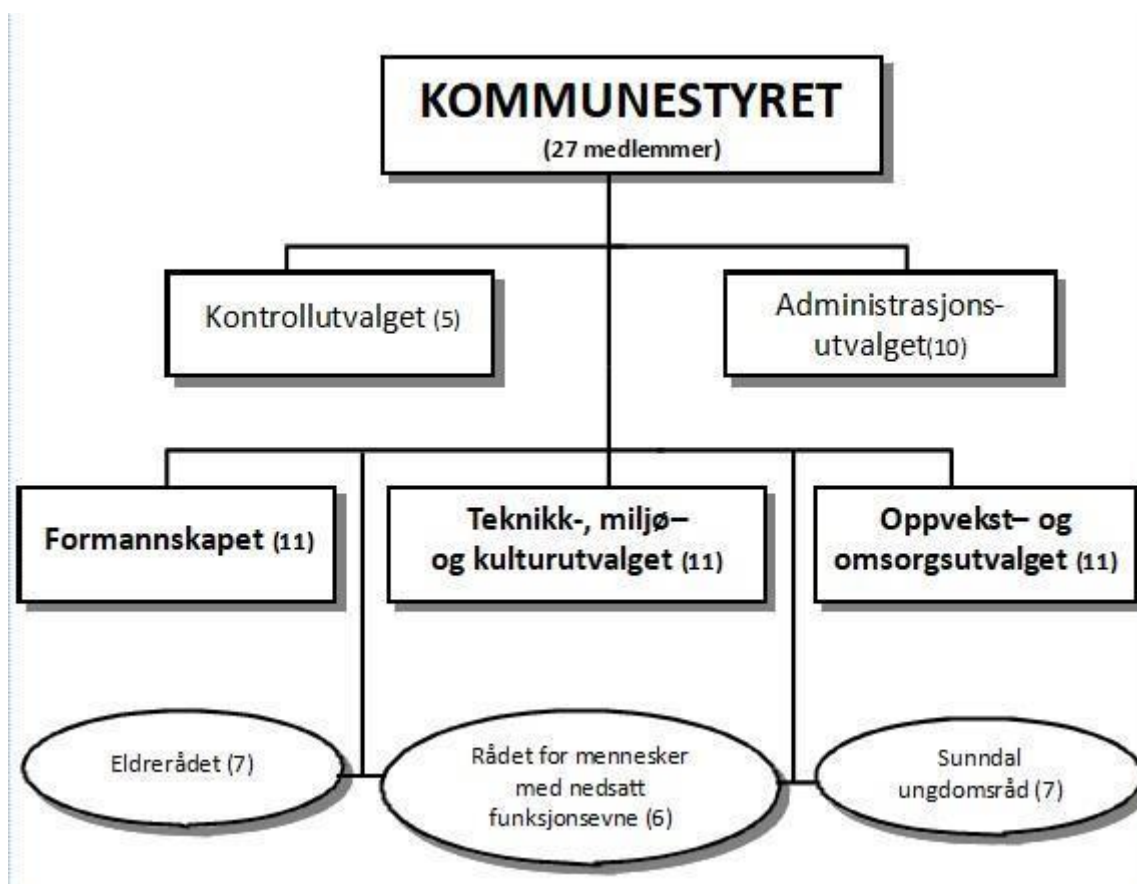 KOMMUNESTYRET
(27 medlemmer)
Kontrollutvalget (5)
Administrasjons-
utvalget(10)
Formannskapet (11)
Teknikk-, miljø–
og kulturutvalget (11)
Oppvekst– og
omsorgsutvalget (11)
Eldrerådet (7)
Rådet for mennesker
med nedsatt
funksjonsevne (6)
Sunndal
ungdomsråd (7)